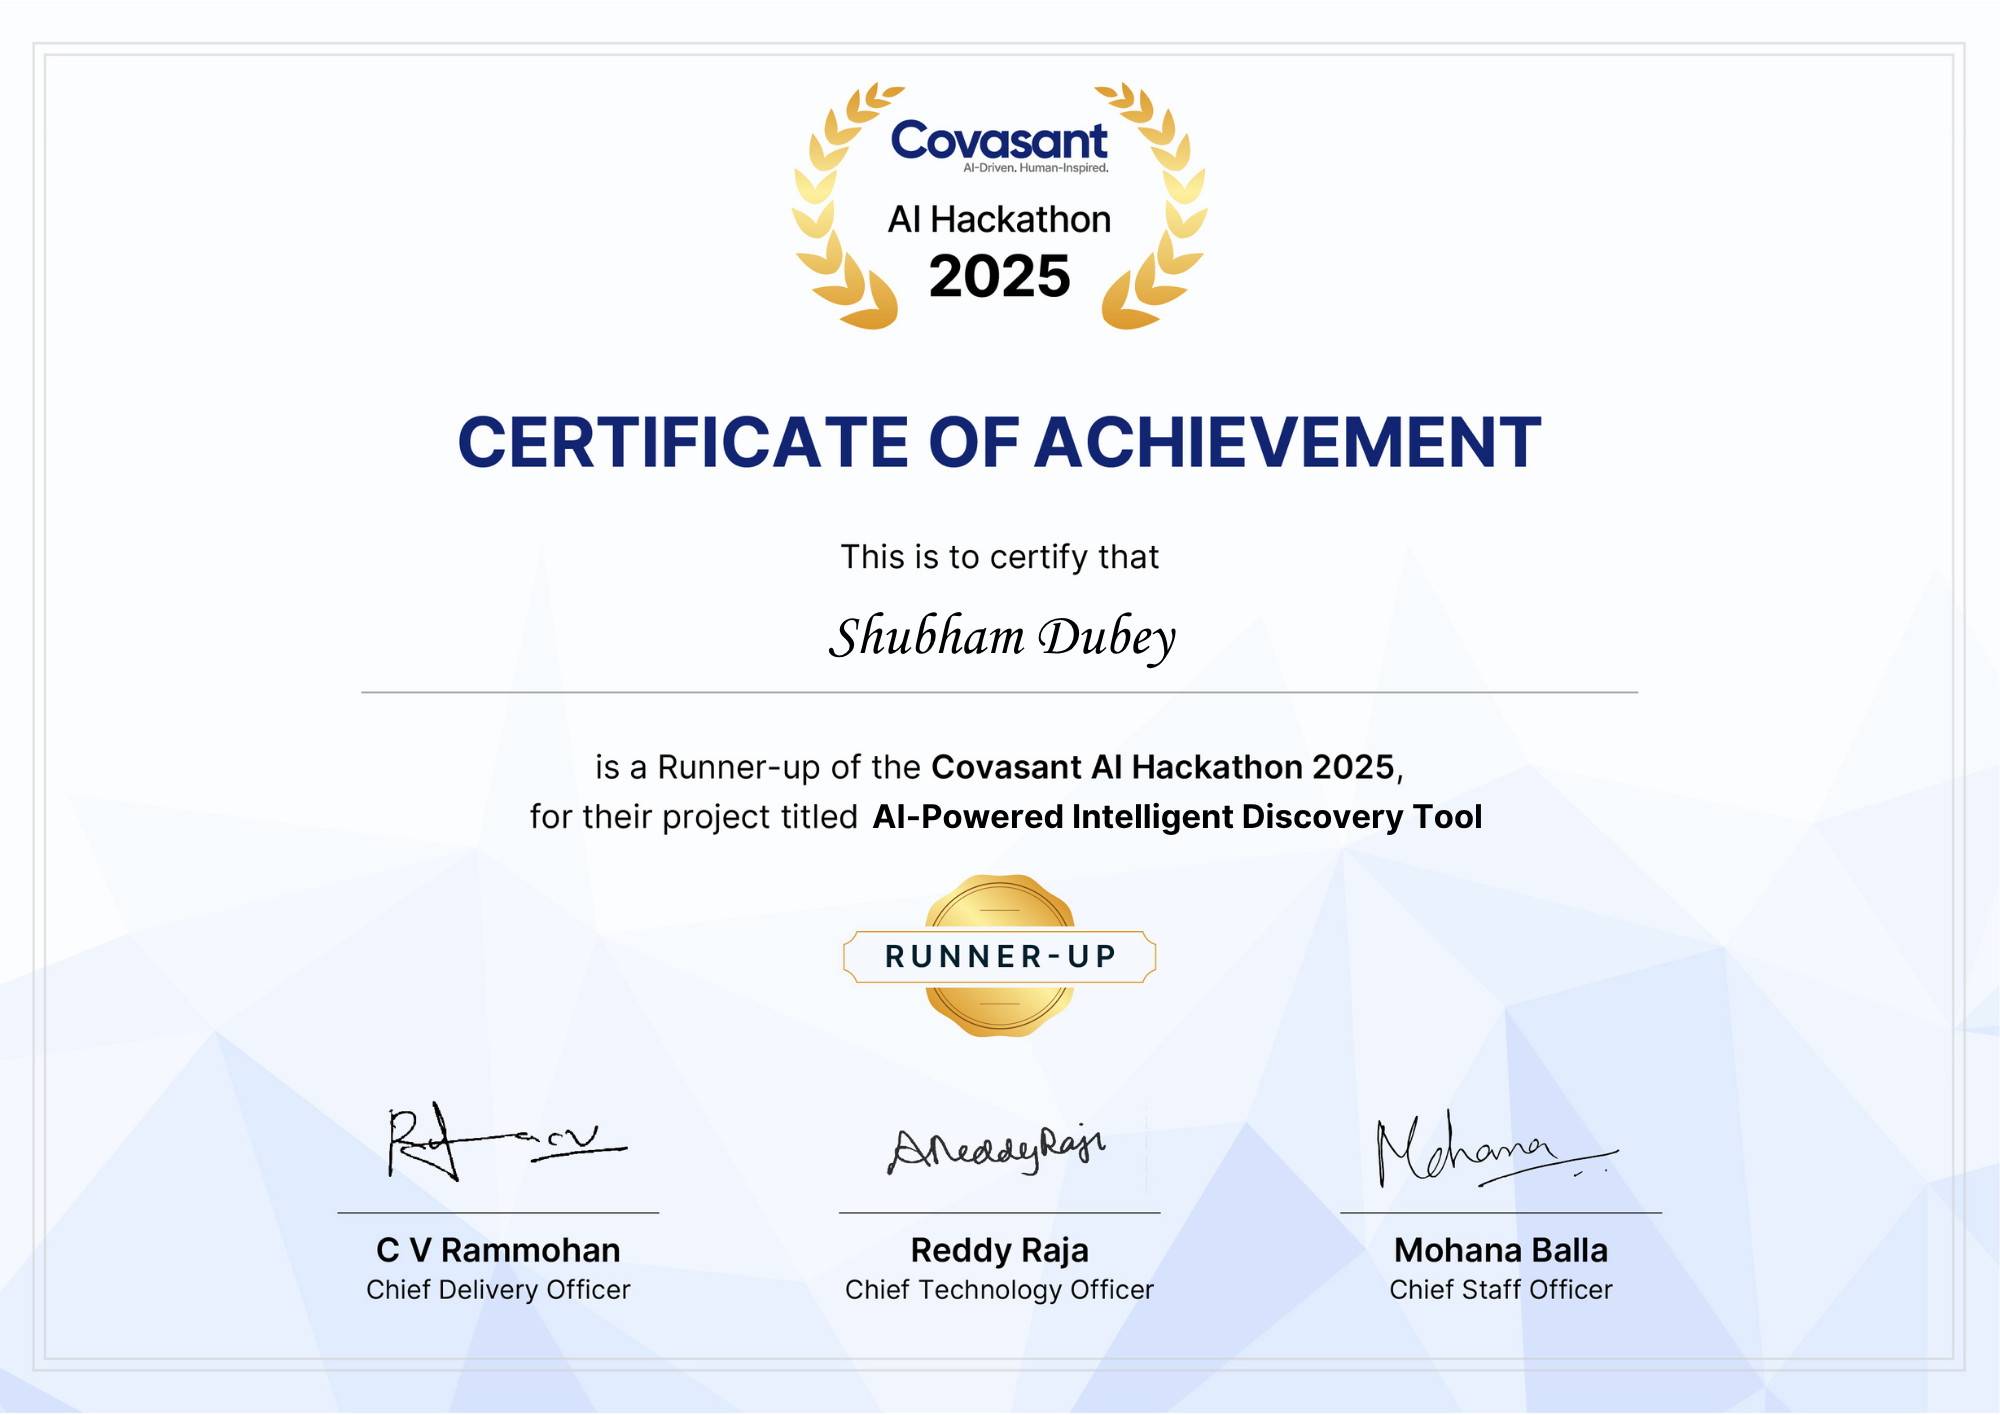 Covasant
AI-Driven. Human-Inspired.
AI Hackathon
2025
CERTIFICATE OF ACHIEVEMENT
This is to certify that
Shubham Dubey
is a Runner-up of the Covasant AI Hackathon 2025,
for their project titled AI-Powered Intelligent Discovery Tool
RUNNER-UP
AReddyRaja
Mohana
C V Rammohan
Reddy Raja
Mohana Balla
Chief Delivery Officer
Chief Technology Officer
Chief Staff Officer